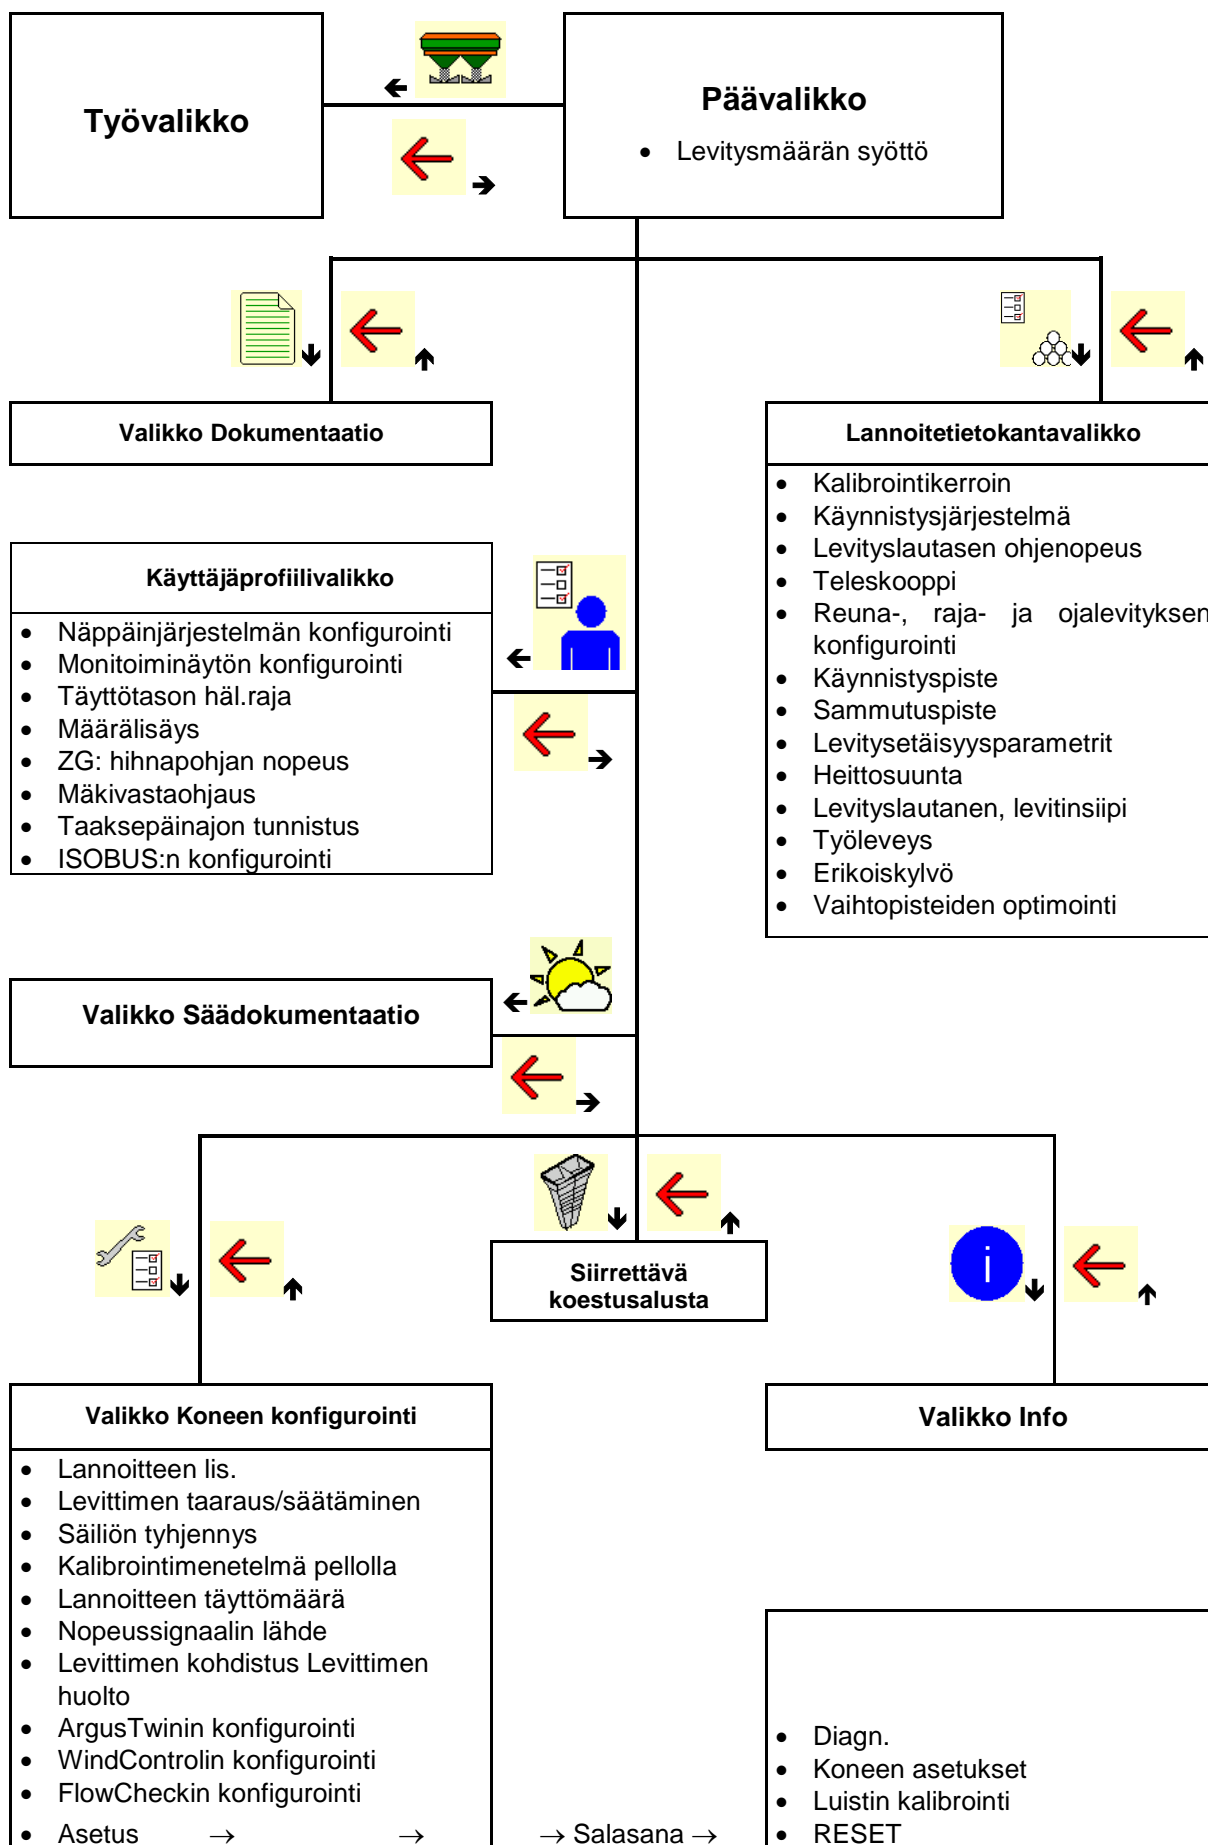 Työvalikko
Päävalikko
• Levitysmäärän syöttö
Valikko Dokumentaatio
Lannoitetietokantavalikko
• Kalibrointikerroin
• Käynnistysjärjestelmä
• Levityslautasen ohjenopeus
• Teleskooppi
• Reuna-, raja- ja ojalevityksen
konfigurointi
• Käynnistyspiste
• Sammutuspiste
• Levitysetäisyysparametrit
• Heittosuunta
• Levityslautanen, levitinsiipi
• Työleveys
• Erikoiskylvö
• Vaihtopisteiden optimointi
Käyttäjäprofiilivalikko
• Näppäinjärjestelmän konfigurointi
• Monitoiminäytön konfigurointi
• Täyttötason häl.raja
• Määrälisäys
• ZG: hihnapohjan nopeus
• Mäkivastaohjaus
• Taaksepäinajon tunnistus
• ISOBUS:n konfigurointi
Valikko Säädokumentaatio
Siirrettävä
koestusalusta
i
Valikko Koneen konfigurointi
• Lannoitteen lis.
• Levittimen taaraus/säätäminen
• Säiliön tyhjennys
• Kalibrointimenetelmä pellolla
• Lannoitteen täyttömäärä
• Nopeussignaalin lähde
• Levittimen kohdistus Levittimen
huolto
• ArgusTwinin konfigurointi
• WindControlin konfigurointi
• FlowCheckin konfigurointi
• Asetus → → → Salasana →
Valikko Info
• Diagn.
• Koneen asetukset
• Luistin kalibrointi
• RESET